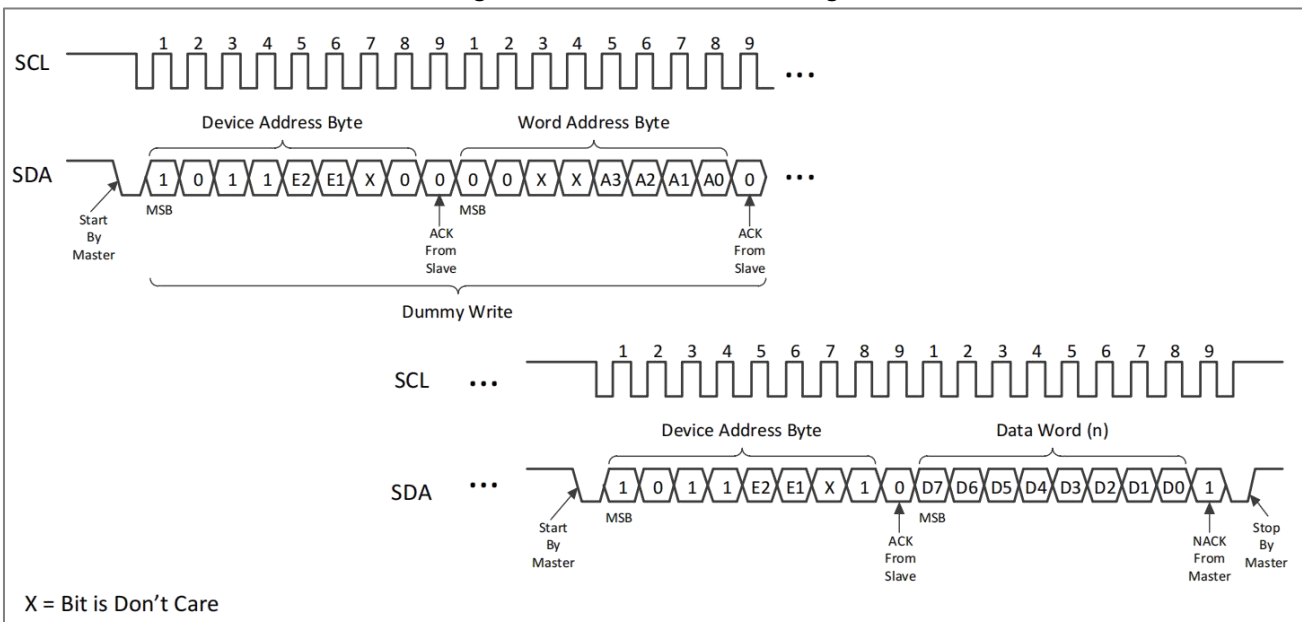 SCL 1 2 3 4 5 6 7 8 9 1 2 3 4 5 6 7 8 9 •••
Device Address Byte Word Address Byte
SDA 1 0 1 1 E2 E1 X 0 0 0 0 X X A3 A2 A1 A0 0 •••
MSB MSB
Start
By
Master
ACK
From
Slave
ACK
From
Slave
Dummy Write
SCL ••• 1 2 3 4 5 6 7 8 9 1 2 3 4 5 6 7 8 9
Device Address Byte Data Word (n)
SDA ••• 1 0 1 1 E2 E1 X 1 0 D7 D6 D5 D4 D3 D2 D1 D0 1
MSB MSB
Start
By
Master
ACK
From
Slave
NACK
From
Master
Stop
By
Master
X = Bit is Don't Care